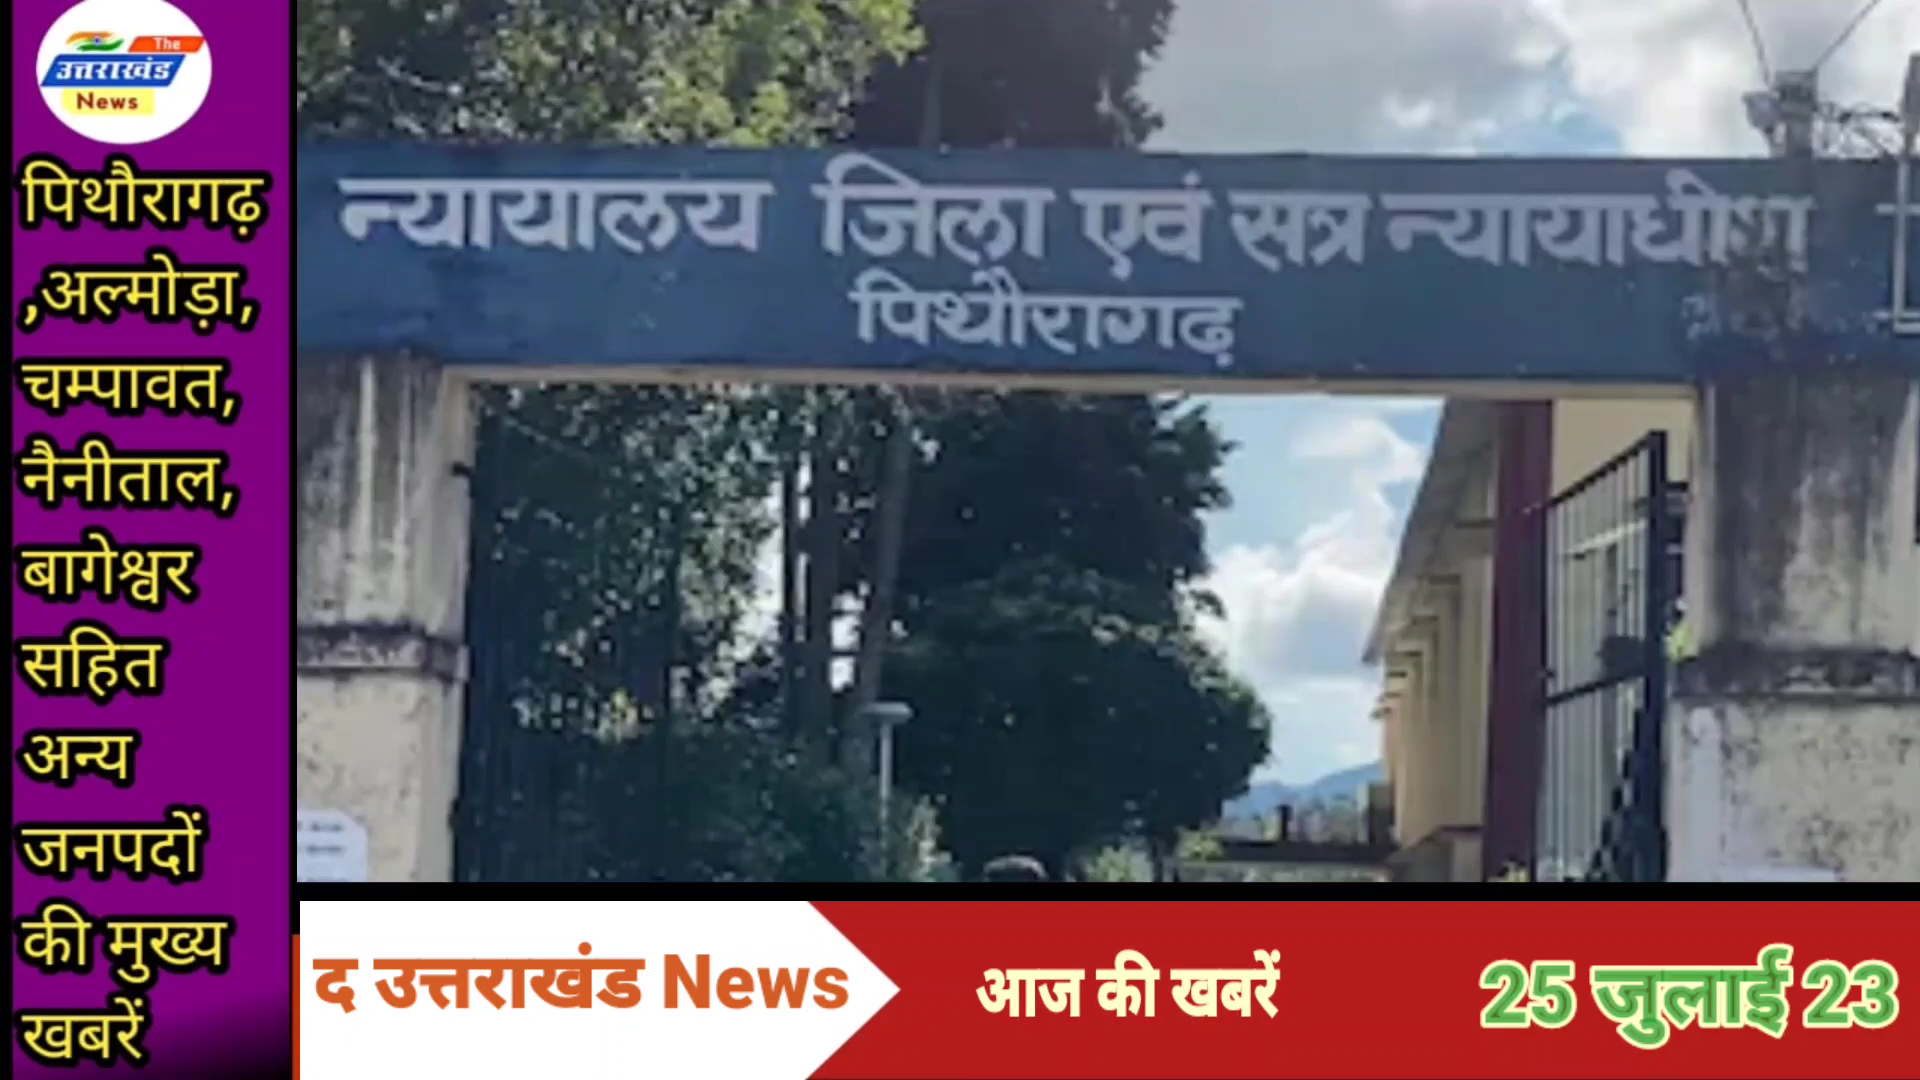 The
उत्तराखंड
News
पिथौरागढ़
,अल्मोड़ा,
चम्पावत,
नैनीताल,
बागेश्वर
सहित
अन्य
जनपदों
की मुख्य
खबरें
न्यायालय जिला एवं सत्र न्यायाधीश
पिथौरागढ़
द उत्तराखंड News
आज की खबरें
25 जुलाई 23